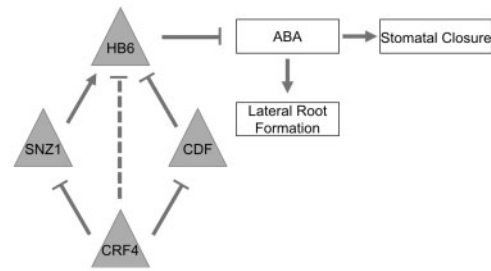 HB6
ABA
Stomatal Closure
Lateral Root
Formation
SNZ1
CDF
CRF4